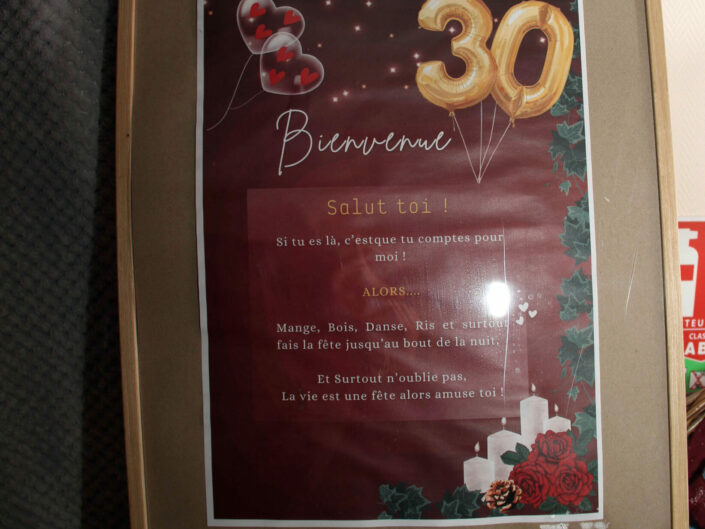 30
Bienvenue
Salut toi !
Si tu es là, c'estque tu comptes pour
moi !
ALORS....
Mange, Bois, Danse, Ris et surtout
fais la fête jusqu'au bout de la nuit,
Et Surtout n'oublie pas,
La vie est une fête alors amuse toi !